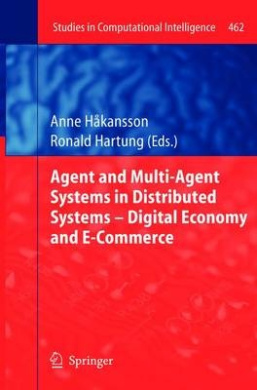 Studies in Computational Intelligence 462
Anne Håkansson
Ronald Hartung (Eds.)
Agent and Multi-Agent
Systems in Distributed
Systems – Digital Economy
and E-Commerce
Springer